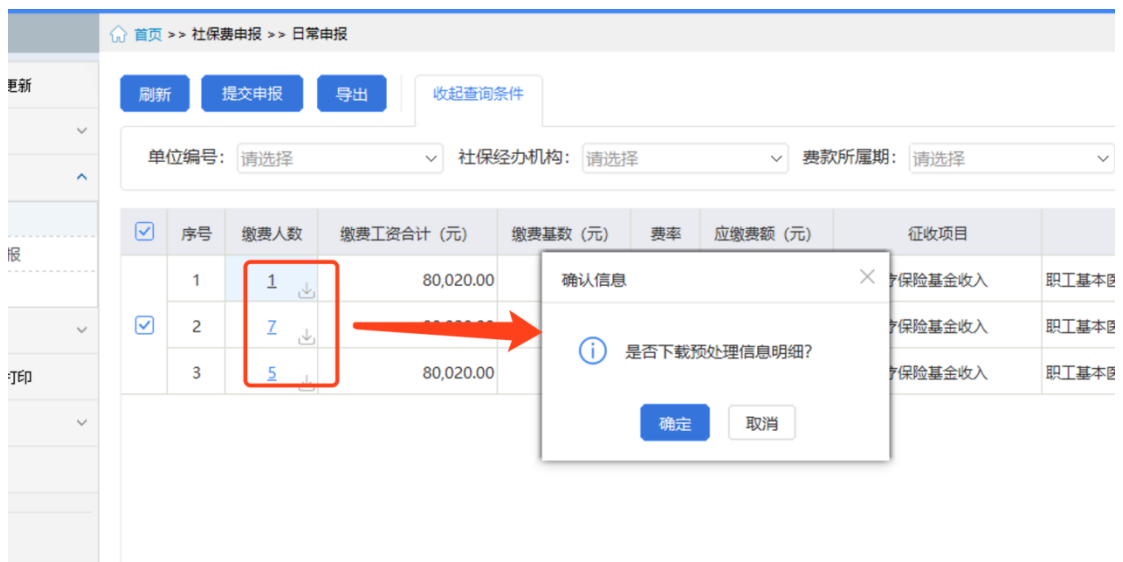 首页 >> 社保费申报 >> 日常申报
更新
刷新 提交申报 导出 收起查询条件
单位编号： 请选择 社保经办机构： 请选择 费款所属期： 请选择
序号 缴费人数 缴费工资合计（元） 缴费基数（元） 费率 应缴费额（元） 征收项目
报
1 1 80,020.00 保险基金收入 职工基本医
确认信息
2 7 保险基金收入 职工基本医
是否下载预处理信息明细？
3 5 80,020.00 保险基金收入 职工基本医
打印
确定 取消